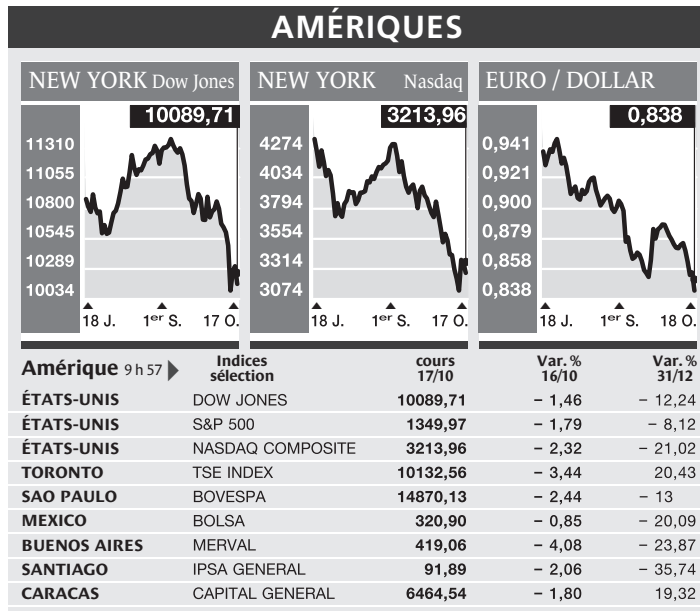 AMÉRIQUES
NEW YORK Dow Jones
10089,71
11310
11055
10800
10545
10289
10034
18 J. 1er S. 17 O.
NEW YORK Nasdaq
3213,96
4274
4034
3794
3554
3314
3074
18 J. 1er S. 17 O.
EURO / DOLLAR
0,838
0,941
0,921
0,900
0,879
0,858
0,838
18 J. 1er S. 18 O.
Amérique 9 h 57 Indices sélection cours 17/10 Var. % 16/10 Var. % 31/12
ÉTATS-UNIS DOW JONES 10089,71 – 1,46 – 12,24
ÉTATS-UNIS S&P 500 1349,97 – 1,79 – 8,12
ÉTATS-UNIS NASDAQ COMPOSITE 3213,96 – 2,32 – 21,02
TORONTO TSE INDEX 10132,56 – 3,44 20,43
SAO PAULO BOVESPA 14870,13 – 2,44 – 13
MEXICO BOLSA 320,90 – 0,85 – 20,09
BUENOS AIRES MERVAL 419,06 – 4,08 – 23,87
SANTIAGO IPSA GENERAL 91,89 – 2,06 – 35,74
CARACAS CAPITAL GENERAL 6464,54 – 1,80 19,32